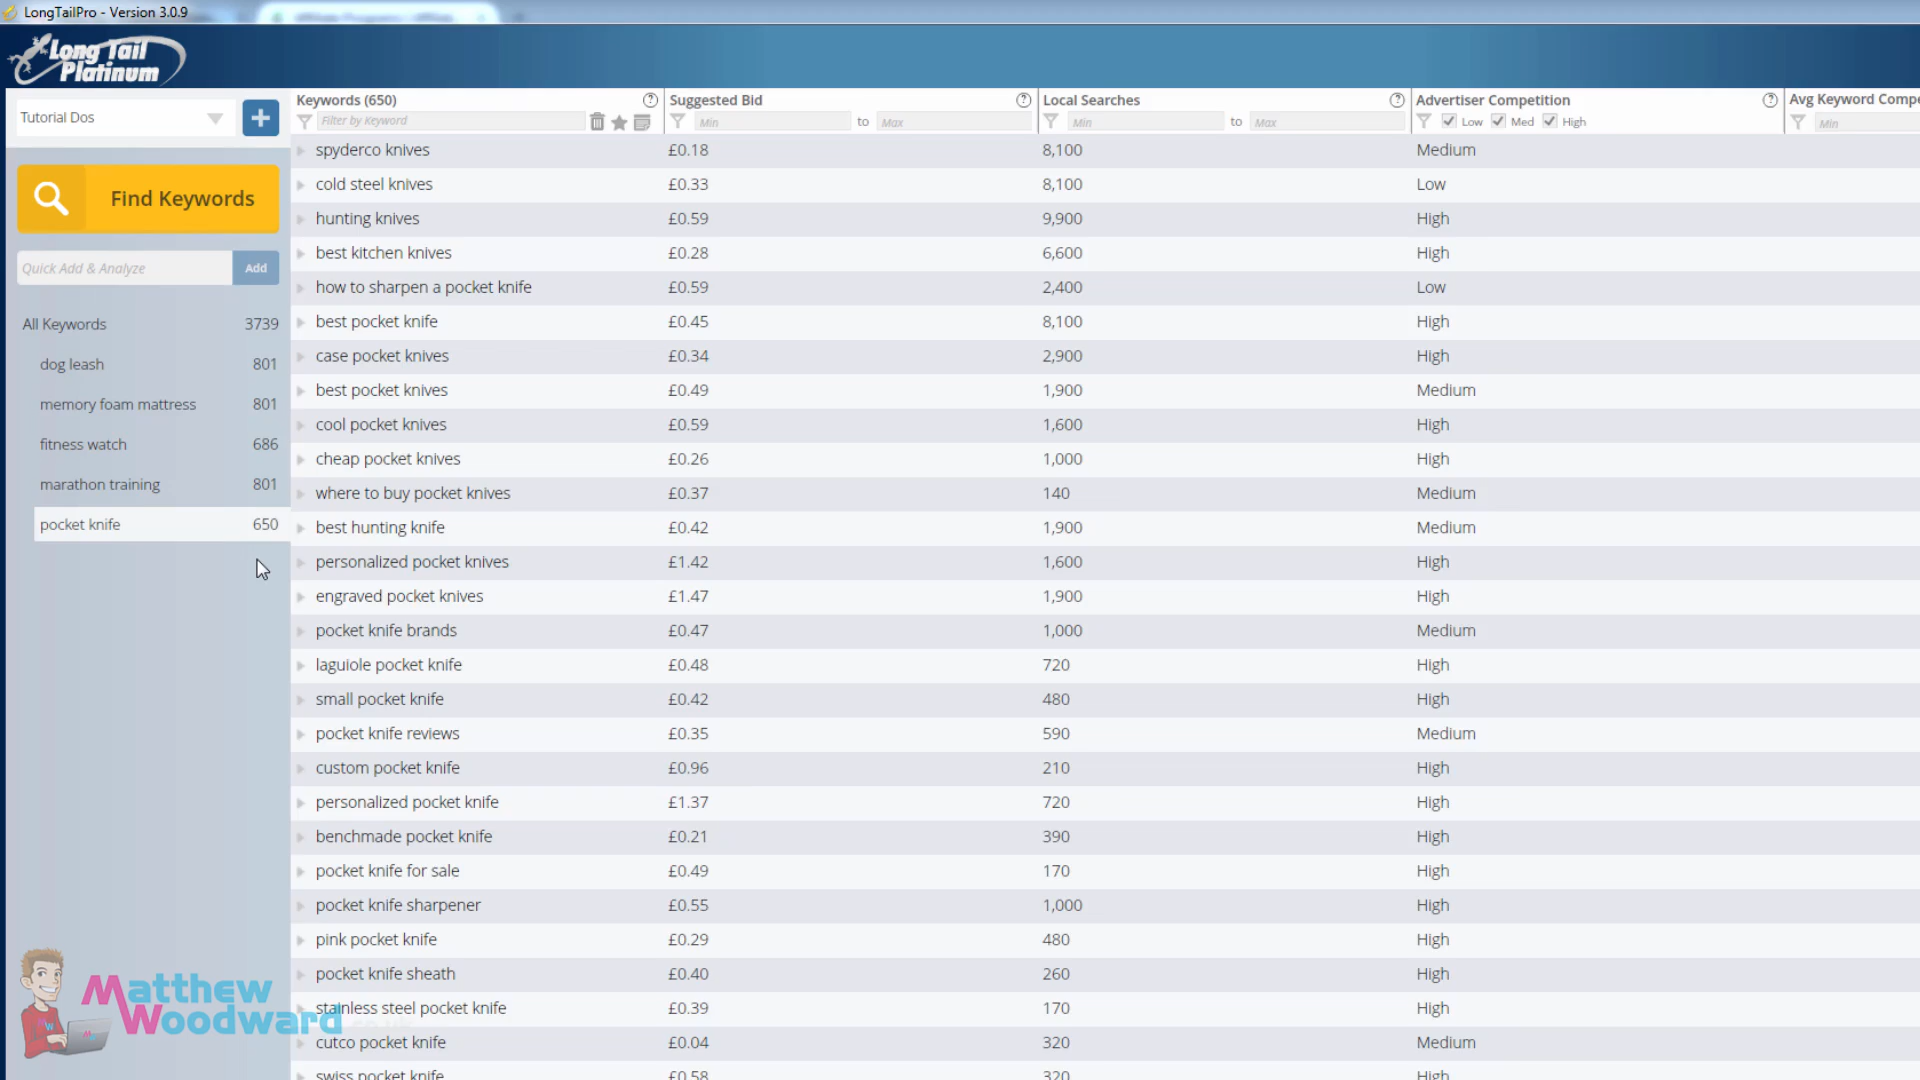 LongTailPro - Version 3.0.9
Long Tail
Platinum
Tutorial Dos
Find Keywords
Quick Add & Analyze Add
All Keywords 3739
dog leash 801
memory foam mattress 801
fitness watch 686
marathon training 801
pocket knife 650
Keywords (650) Suggested Bid Local Searches Advertiser Competition Avg Keyword Compe
Filter by Keyword Min to Max Min to Max Low Med High Min
spyderco knives £0.18 8,100 Medium
cold steel knives £0.33 8,100 Low
hunting knives £0.59 9,900 High
best kitchen knives £0.28 6,600 High
how to sharpen a pocket knife £0.59 2,400 Low
best pocket knife £0.45 8,100 High
case pocket knives £0.34 2,900 High
best pocket knives £0.49 1,900 Medium
cool pocket knives £0.59 1,600 High
cheap pocket knives £0.26 1,000 High
where to buy pocket knives £0.37 140 Medium
best hunting knife £0.42 1,900 Medium
personalized pocket knives £1.42 1,600 High
engraved pocket knives £1.47 1,900 High
pocket knife brands £0.47 1,000 Medium
laguiole pocket knife £0.48 720 High
small pocket knife £0.42 480 High
pocket knife reviews £0.35 590 Medium
custom pocket knife £0.96 210 High
personalized pocket knife £1.37 720 High
benchmade pocket knife £0.21 390 High
pocket knife for sale £0.49 170 High
pocket knife sharpener £0.55 1,000 High
pink pocket knife £0.29 480 High
pocket knife sheath £0.40 260 High
stainless steel pocket knife £0.39 170 High
cutco pocket knife £0.04 320 Medium
swiss pocket knife £0.58 320 High
Matthew
Woodward